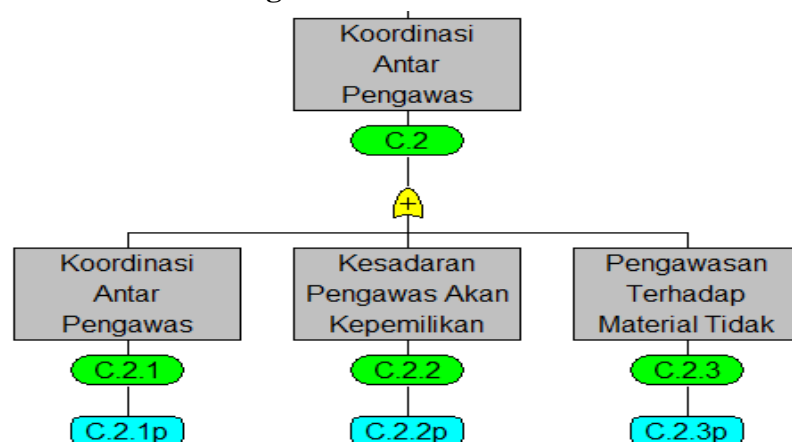 Koordinasi
Antar
Pengawas
C.2
+
Koordinasi
Antar
Pengawas
Kesadaran
Pengawas Akan
Kepemilikan
Pengawasan
Terhadap
Material Tidak
C.2.1
C.2.2
C.2.3
C.2.1p
C.2.2p
C.2.3p